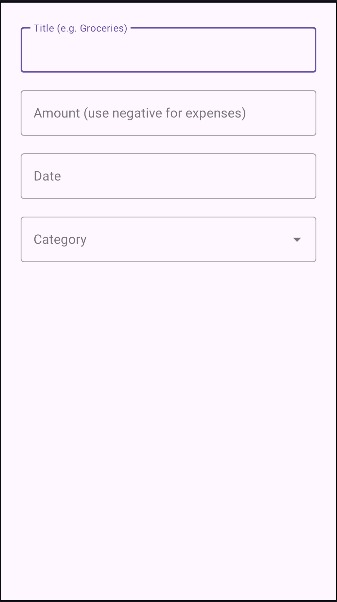 Title (e.g. Groceries)
Amount (use negative for expenses)
Date
Category